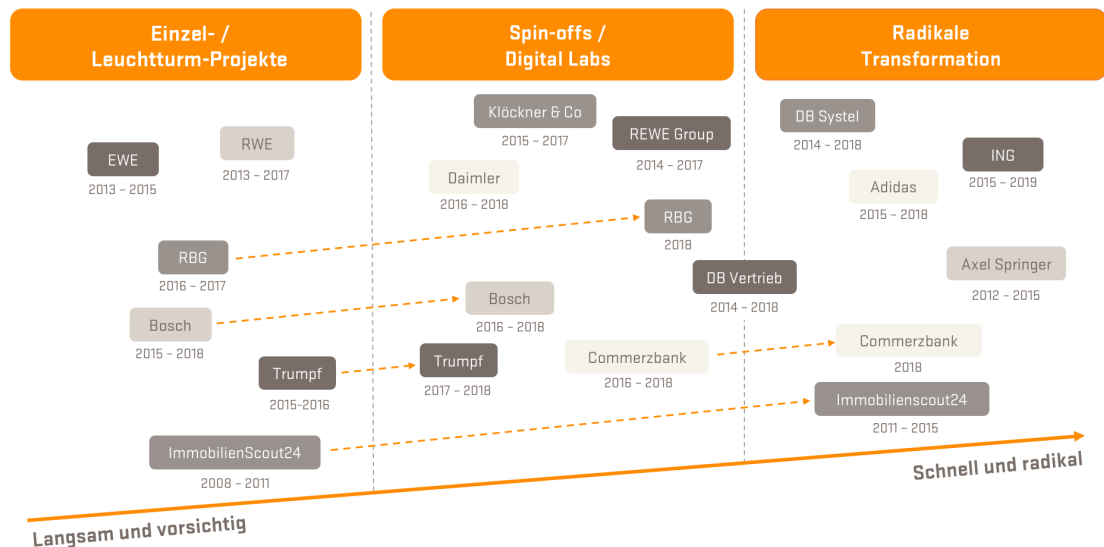 Einzel- /
Leuchtturm-Projekte
Spin-offs /
Digital Labs
Radikale
Transformation
EWE
2013 – 2015
RWE
2013 – 2017
RBG
2016 – 2017
Bosch
2015 – 2018
Trumpf
2015-2016
ImmobilienScout24
2008 – 2011
Klöckner & Co
2015 – 2017
REWE Group
2014 – 2017
Daimler
2016 – 2018
RBG
2018
DB Vertrieb
2014 – 2018
Bosch
2016 – 2018
Trumpf
2017 – 2018
Commerzbank
2016 – 2018
DB Systel
2014 – 2018
ING
2015 – 2019
Adidas
2015 – 2018
Axel Springer
2012 – 2015
Commerzbank
2018
Immobilienscout24
2011 – 2015
Langsam und vorsichtig
Schnell und radikal